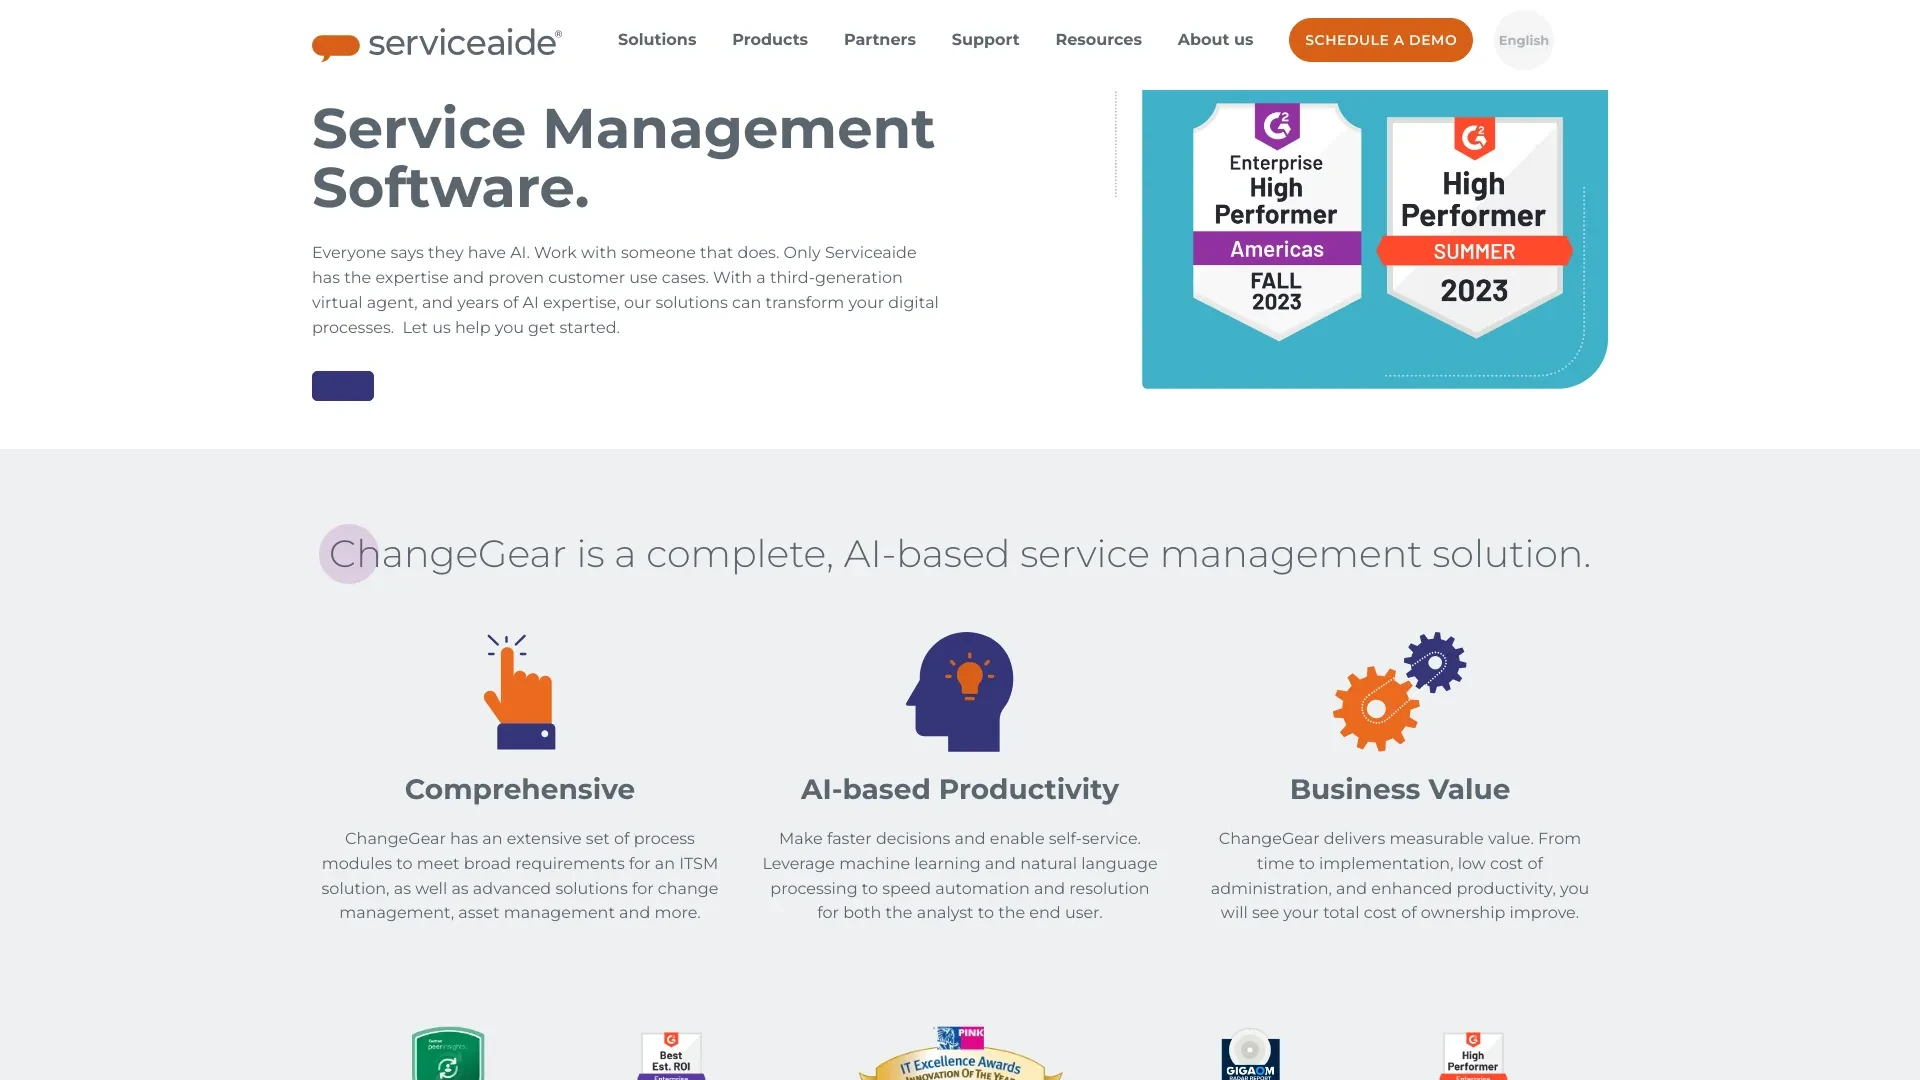 serviceaide®
Solutions
Products
Partners
Support
Resources
About us
SCHEDULE A DEMO
English
Service Management
Software.
Everyone says they have AI. Work with someone that does. Only Serviceaide
has the expertise and proven customer use cases. With a third-generation
virtual agent, and years of AI expertise, our solutions can transform your digital
processes.  Let us help you get started.
G2
Enterprise
High
Performer
Americas
FALL
2023
G2
High
Performer
SUMMER
2023
ChangeGear is a complete, AI-based service management solution.
Comprehensive
ChangeGear has an extensive set of process
modules to meet broad requirements for an ITSM
solution, as well as advanced solutions for change
management, asset management and more.
AI-based Productivity
Make faster decisions and enable self-service.
Leverage machine learning and natural language
processing to speed automation and resolution
for both the analyst to the end user.
Business Value
ChangeGear delivers measurable value. From
time to implementation, low cost of
administration, and enhanced productivity, you
will see your total cost of ownership improve.
peerinsights
Best
Est. ROI
Enterprise
PINK
IT Excellence Awards
INNOVATION OF THE YEAR
GIGAOM
RADAR REPORT
High
Performer
Enterprise